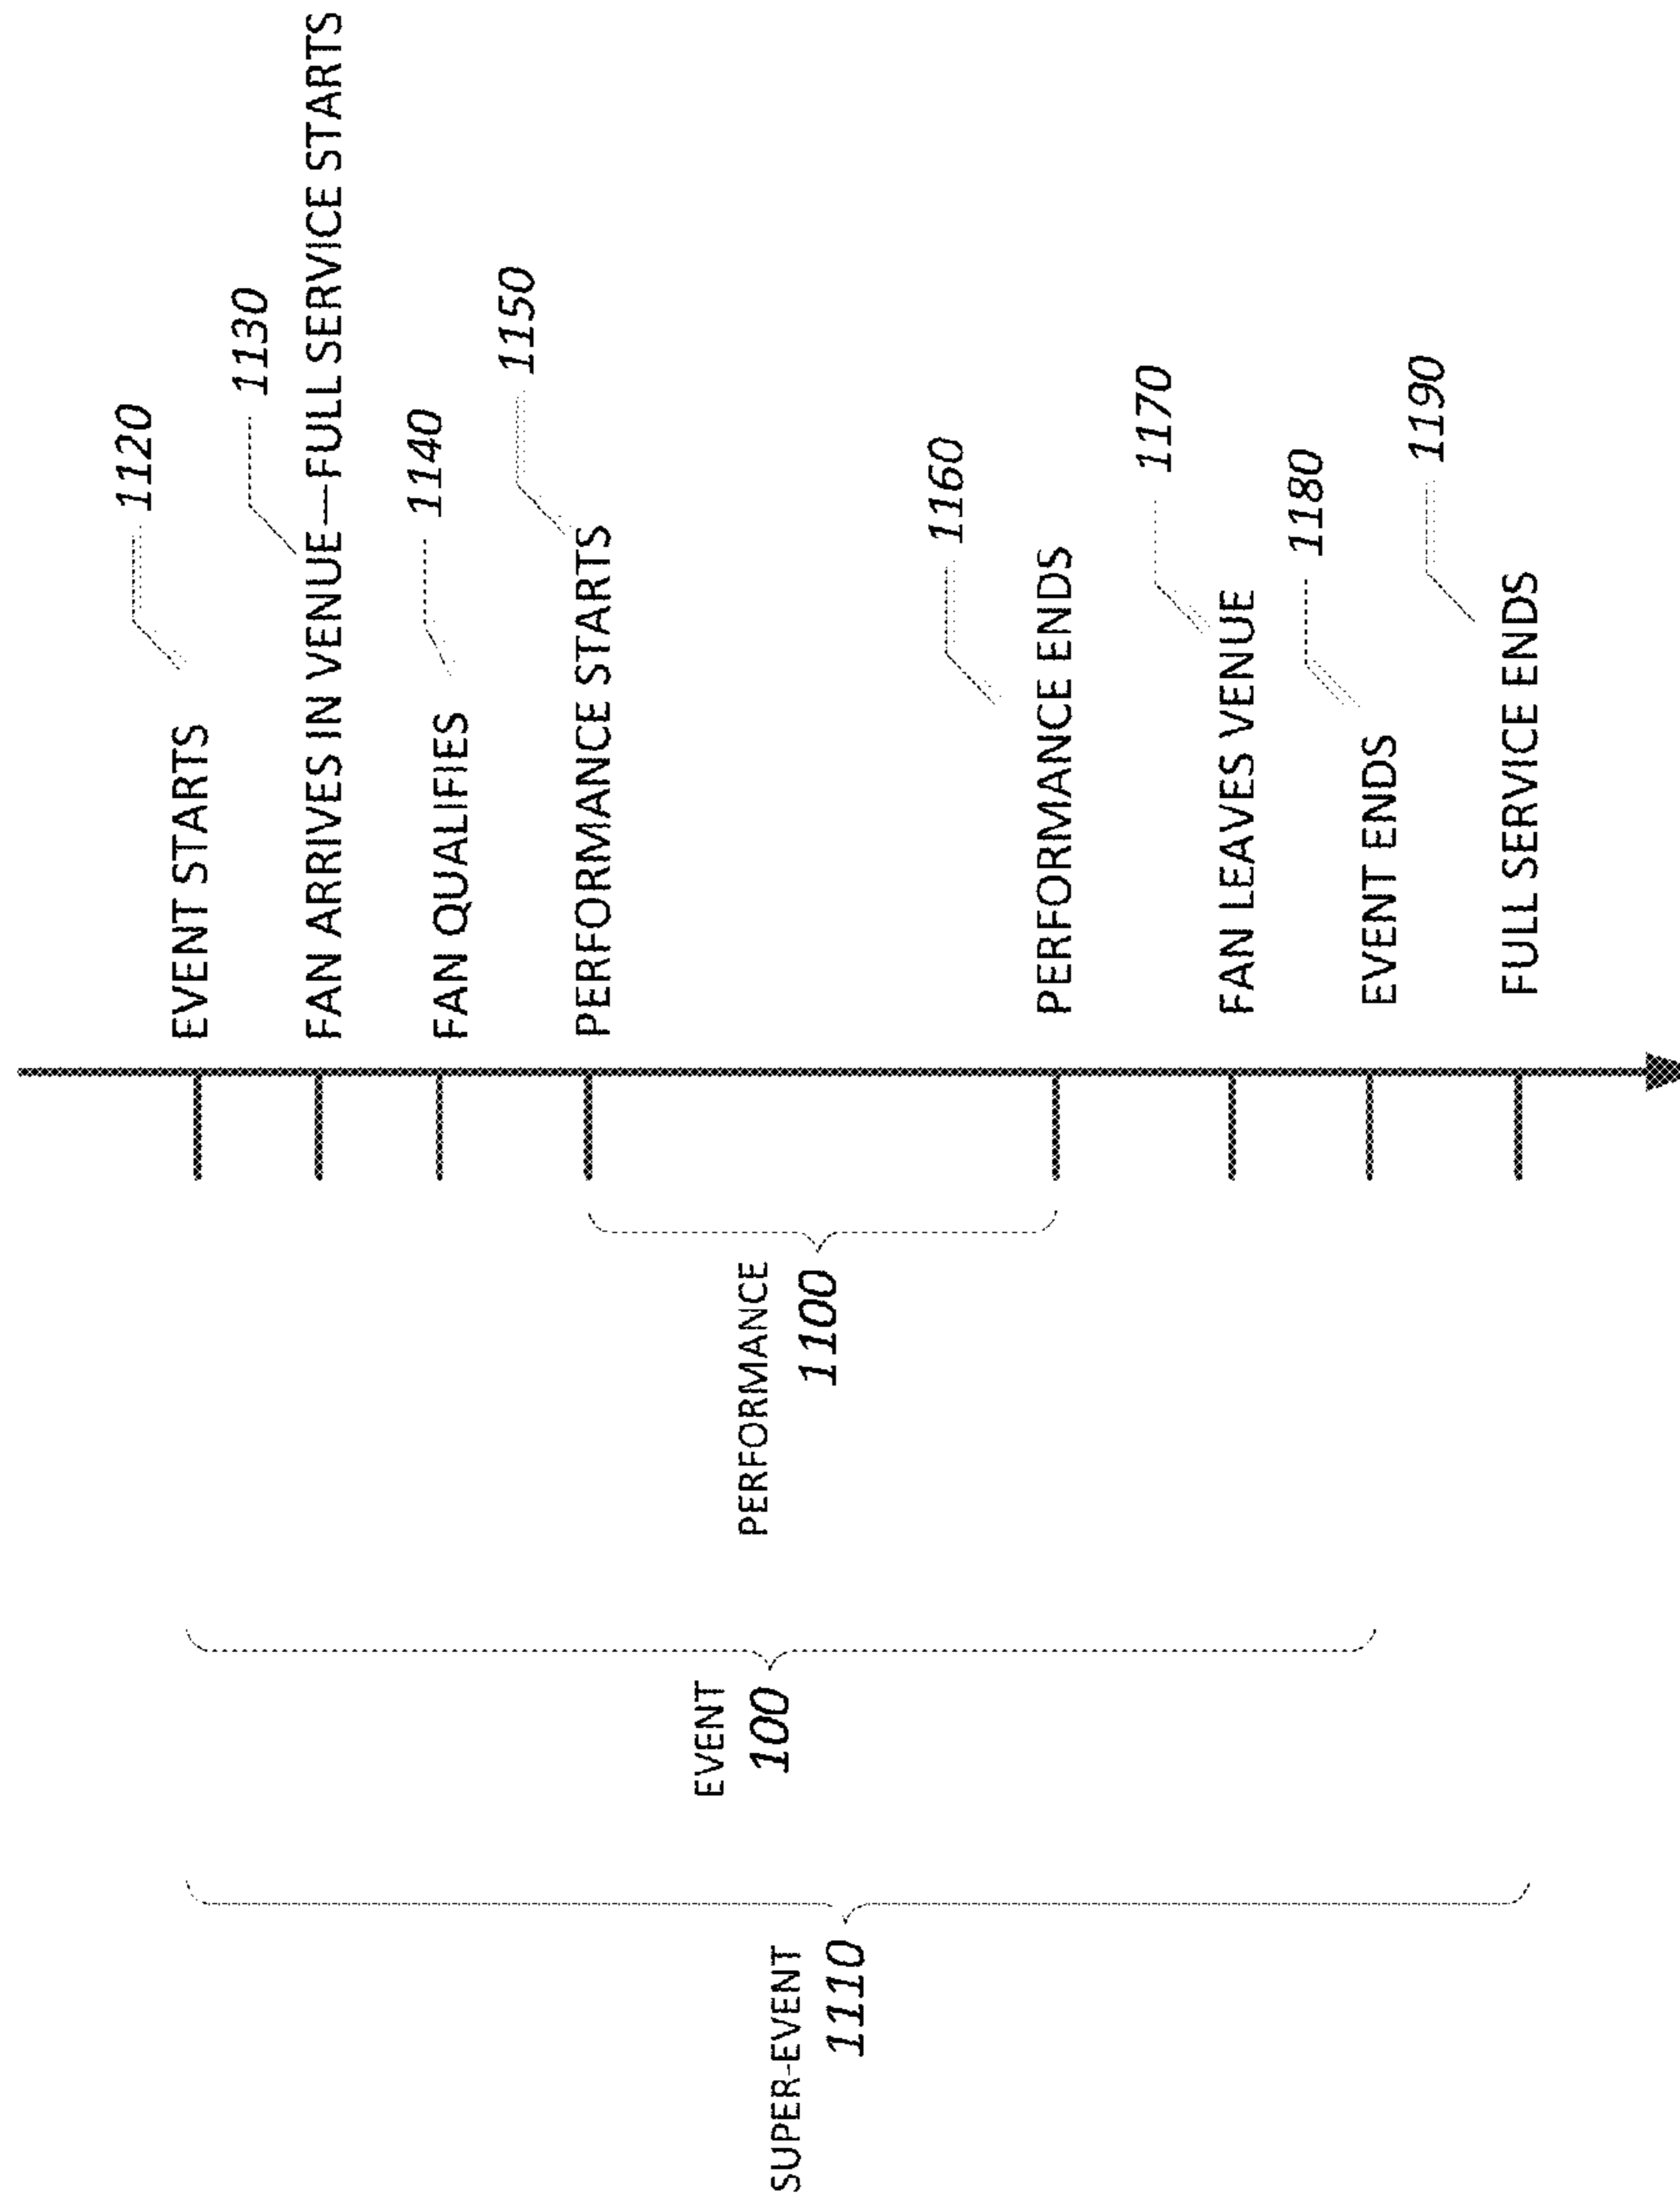 EVENT STARTS
1120
FAN ARRIVES IN VENUE—FULL SERVICE STARTS
1130
FAN QUALIFIES
1140
PERFORMANCE STARTS
1150
PERFORMANCE ENDS
1160
FAN LEAVES VENUE
1170
EVENT ENDS
1180
FULL SERVICE ENDS
1190
PERFORMANCE
1100
EVENT
100
SUPER-EVENT
1110